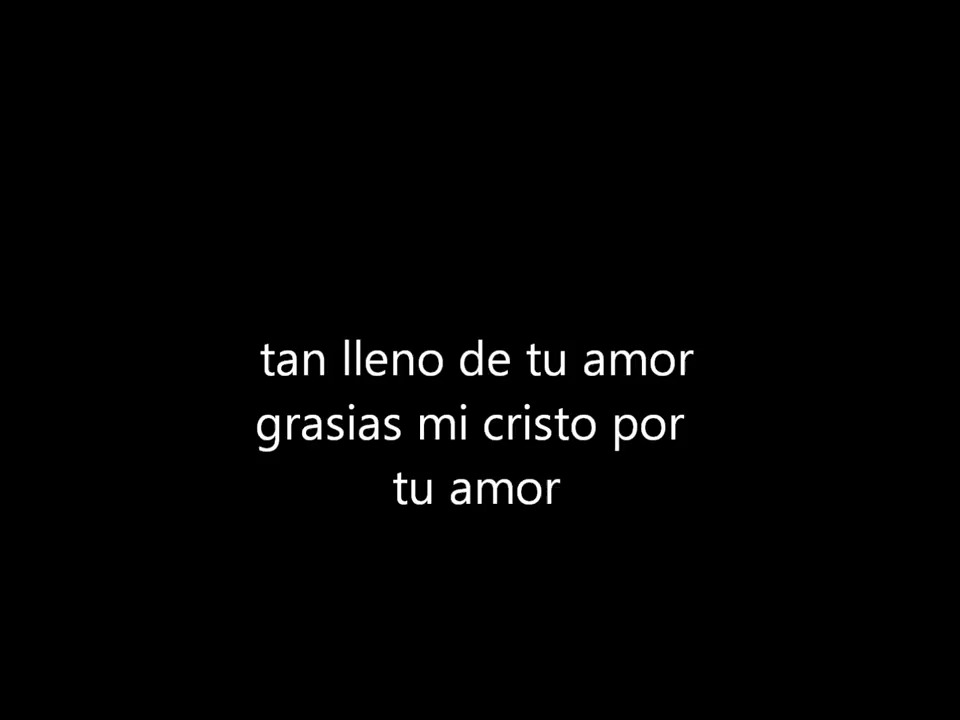 tan lleno de tu amor
grasias mi cristo por
tu amor